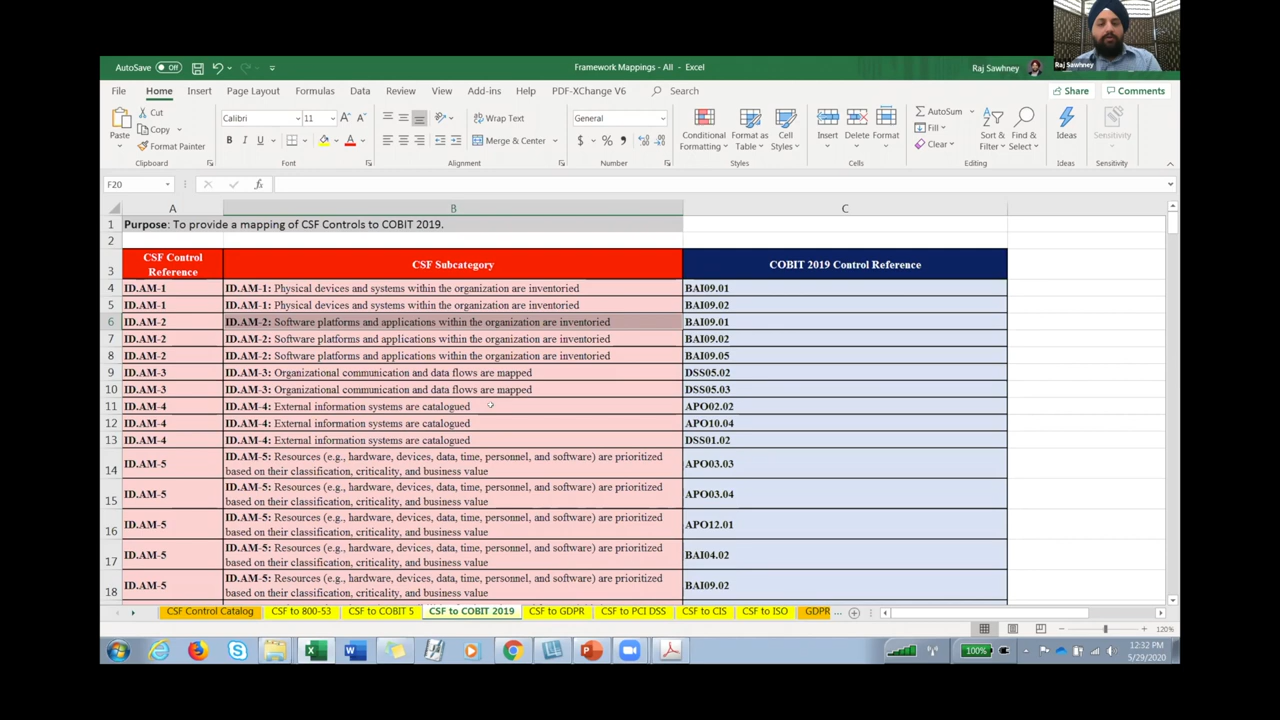 Raj Sawhney
AutoSave Off
Framework Mappings - All - Excel
Raj Sawhney
File Home Insert Page Layout Formulas Data Review View Add-ins Help PDF-XChange V6 Search Share Comments
Paste
Cut
Copy
Format Painter
Clipboard
Calibri 11
B I U
Font
Wrap Text
Merge & Center
Alignment
General
$ % ,
Number
Conditional Formatting
Format as Table
Cell Styles
Styles
Insert Delete Format
Cells
AutoSum
Fill
Clear
Sort & Filter
Find & Select
Editing
Ideas
Ideas
Sensitivity
Sensitivity
F20 fx
A B C
1 Purpose: To provide a mapping of CSF Controls to COBIT 2019.
2
3 CSF Control Reference CSF Subcategory COBIT 2019 Control Reference
4 ID.AM-1 ID.AM-1: Physical devices and systems within the organization are inventoried BAI09.01
5 ID.AM-1 ID.AM-1: Physical devices and systems within the organization are inventoried BAI09.02
6 ID.AM-2 ID.AM-2: Software platforms and applications within the organization are inventoried BAI09.01
7 ID.AM-2 ID.AM-2: Software platforms and applications within the organization are inventoried BAI09.02
8 ID.AM-2 ID.AM-2: Software platforms and applications within the organization are inventoried BAI09.05
9 ID.AM-3 ID.AM-3: Organizational communication and data flows are mapped DSS05.02
10 ID.AM-3 ID.AM-3: Organizational communication and data flows are mapped DSS05.03
11 ID.AM-4 ID.AM-4: External information systems are catalogued APO02.02
12 ID.AM-4 ID.AM-4: External information systems are catalogued APO10.04
13 ID.AM-4 ID.AM-4: External information systems are catalogued DSS01.02
14 ID.AM-5 ID.AM-5: Resources (e.g., hardware, devices, data, time, personnel, and software) are prioritized
based on their classification, criticality, and business value APO03.03
15 ID.AM-5 ID.AM-5: Resources (e.g., hardware, devices, data, time, personnel, and software) are prioritized
based on their classification, criticality, and business value APO03.04
16 ID.AM-5 ID.AM-5: Resources (e.g., hardware, devices, data, time, personnel, and software) are prioritized
based on their classification, criticality, and business value APO12.01
17 ID.AM-5 ID.AM-5: Resources (e.g., hardware, devices, data, time, personnel, and software) are prioritized
based on their classification, criticality, and business value BAI04.02
18 ID.AM-5 ID.AM-5: Resources (e.g., hardware, devices, data, time, personnel, and software) are prioritized
based on their classification, criticality, and business value BAI09.02
CSF Control Catalog CSF to 800-53 CSF to COBIT 5 CSF to COBIT 2019 CSF to GDPR CSF to PCI DSS CSF to CIS CSF to ISO GDPR ...
120%
100%
12:32 PM
5/29/2020